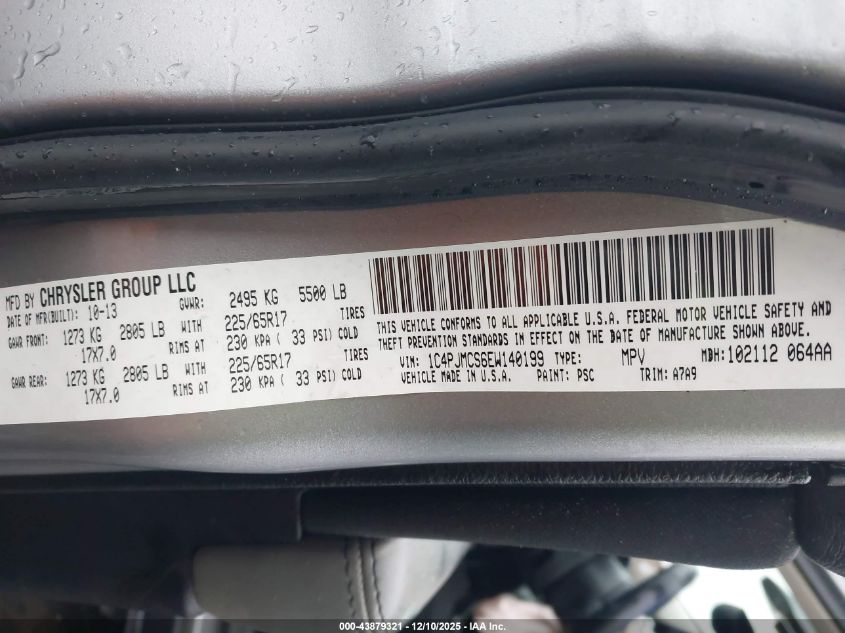 MFD BY CHRYSLER GROUP LLC
DATE OF MFR(BUILT): 10-13 GVWR: 2495 KG 5500 LB
GAWR FRONT: 1273 KG 2805 LB WITH 225/65R17 TIRES
17X7.0 RIMS AT 230 KPA ( 33 PSI) COLD
GAWR REAR: 1273 KG 2805 LB WITH 225/65R17 TIRES
17X7.0 RIMS AT 230 KPA ( 33 PSI) COLD
THIS VEHICLE CONFORMS TO ALL APPLICABLE U.S.A. FEDERAL MOTOR VEHICLE SAFETY AND
THEFT PREVENTION STANDARDS IN EFFECT ON THE DATE OF MANUFACTURE SHOWN ABOVE.
VIN: 1C4PJMCS6EW140199 TYPE: MPV MDH: 102112 064AA
VEHICLE MADE IN U.S.A. PAINT: PSC TRIM: A7A9
000-43879321 - 12/10/2025 - IAA Inc.